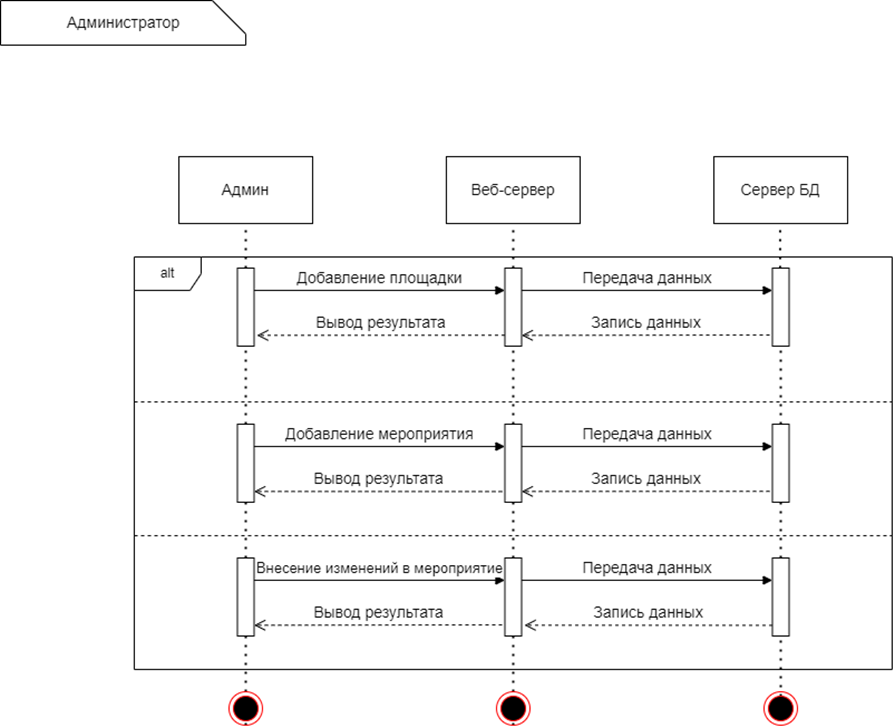 Администратор
Админ
Веб-сервер
Сервер БД
alt
Добавление площадки
Передача данных
Вывод результата
Запись данных
Добавление мероприятия
Передача данных
Вывод результата
Запись данных
Внесение изменений в мероприятие
Передача данных
Вывод результата
Запись данных